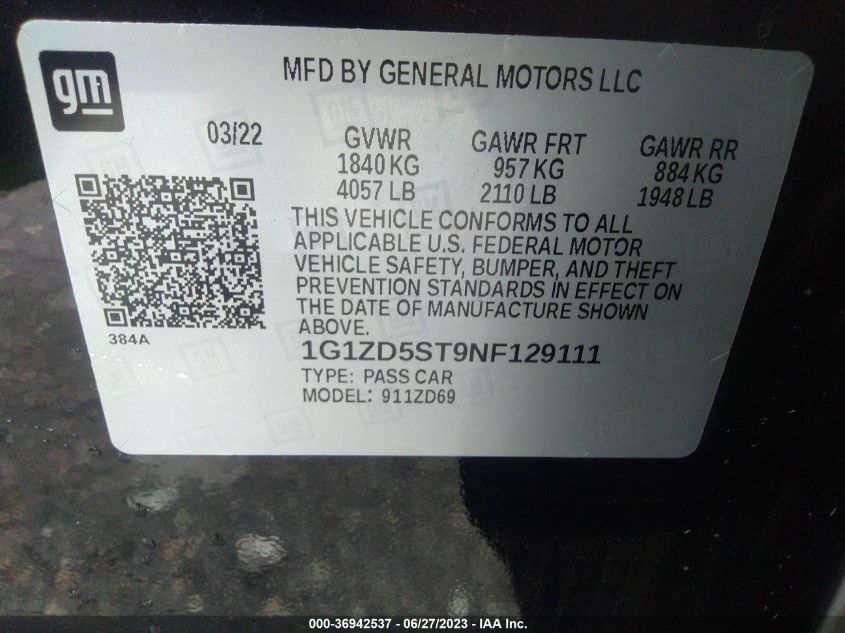 gm
MFD BY GENERAL MOTORS LLC
03/22 GVWR GAWR FRT GAWR RR
1840 KG 957 KG 884 KG
4057 LB 2110 LB 1948 LB
THIS VEHICLE CONFORMS TO ALL
APPLICABLE U.S. FEDERAL MOTOR
VEHICLE SAFETY, BUMPER, AND THEFT
PREVENTION STANDARDS IN EFFECT ON
THE DATE OF MANUFACTURE SHOWN
ABOVE.
384A
1G1ZD5ST9NF129111
TYPE: PASS CAR
MODEL: 911ZD69
000-36942537 - 06/27/2023 - IAA Inc.